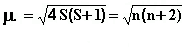 μ. = √4 S(S+1) = √n(n+2)